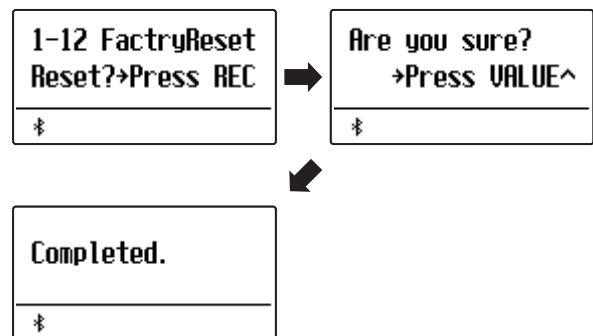 1-12 FactryReset
Reset?→Press REC
Are you sure?
→Press VALUE^
Completed.